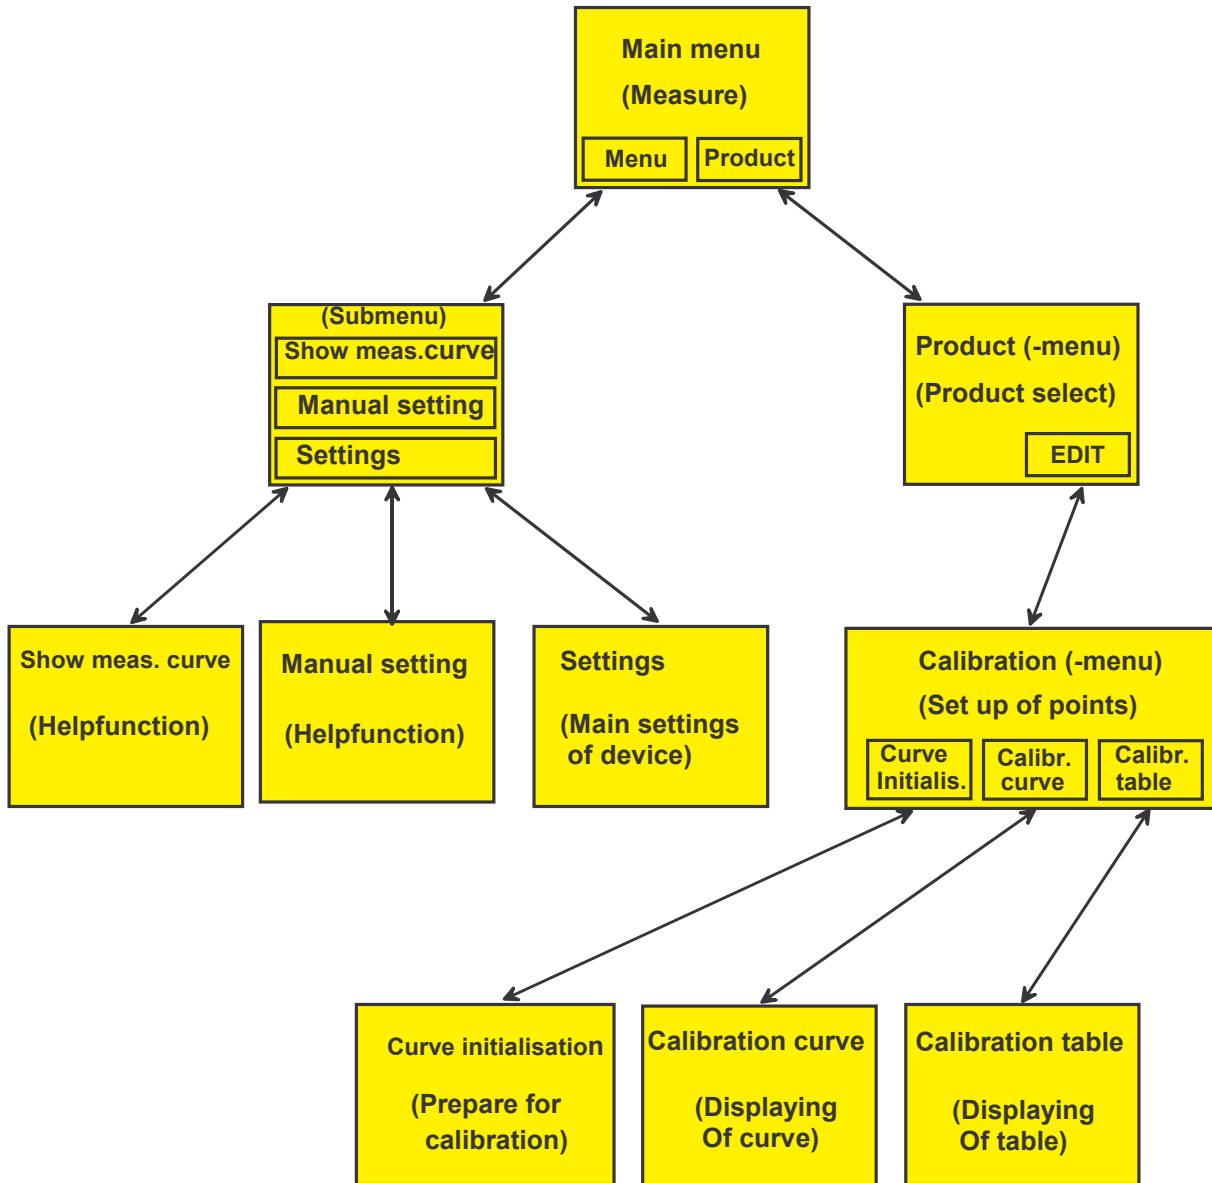 Main menu
(Measure)
Menu
Product
(Submenu)
Show meas.curve
Manual setting
Settings
Product (-menu)
(Product select)
EDIT
Show meas. curve
(Helpfunction)
Manual setting
(Helpfunction)
Settings
(Main settings
of device)
Calibration (-menu)
(Set up of points)
Curve
Initialis.
Calibr.
curve
Calibr.
table
Curve initialisation
(Prepare for
calibration)
Calibration curve
(Displaying
Of curve)
Calibration table
(Displaying
Of table)